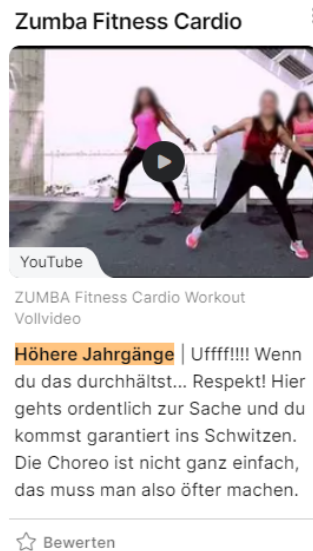 Zumba Fitness Cardio
YouTube
ZUMBA Fitness Cardio Workout
Vollvideo
Höhere Jahrgänge | Uffff!!!! Wenn
du das durchhältst... Respekt! Hier
gehts ordentlich zur Sache und du
kommst garantiert ins Schwitzen.
Die Choreo ist nicht ganz einfach,
das muss man also öfter machen.
Bewerten